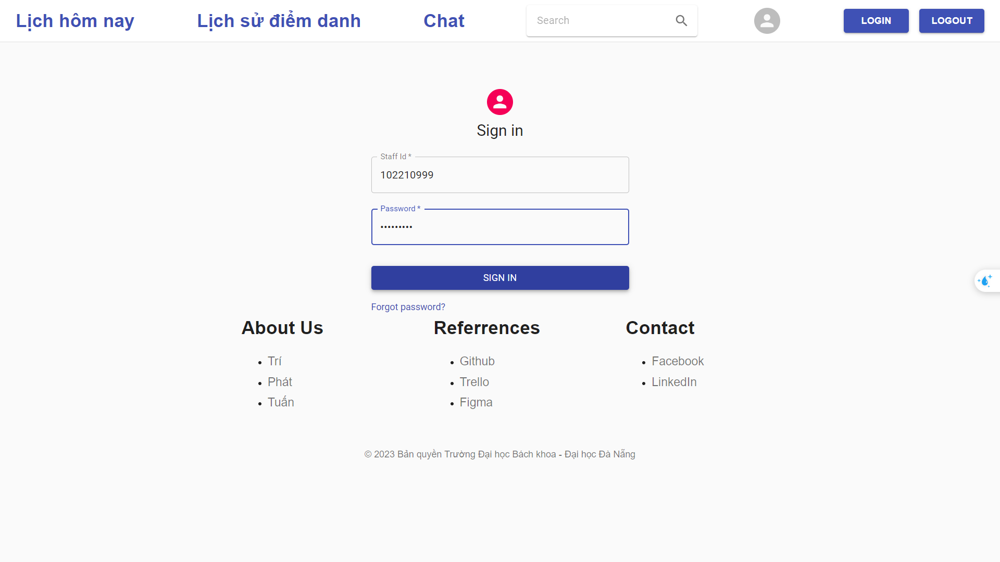 Lịch hôm nay
Lịch sử điểm danh
Chat
Search
LOGIN
LOGOUT
Sign in
Staff Id *
102210999
Password *
•••••••••
SIGN IN
Forgot password?
About Us
Trí
Phát
Tuấn
Referrences
Github
Trello
Figma
Contact
Facebook
LinkedIn
© 2023 Bản quyền Trường Đại học Bách khoa - Đại học Đà Nẵng